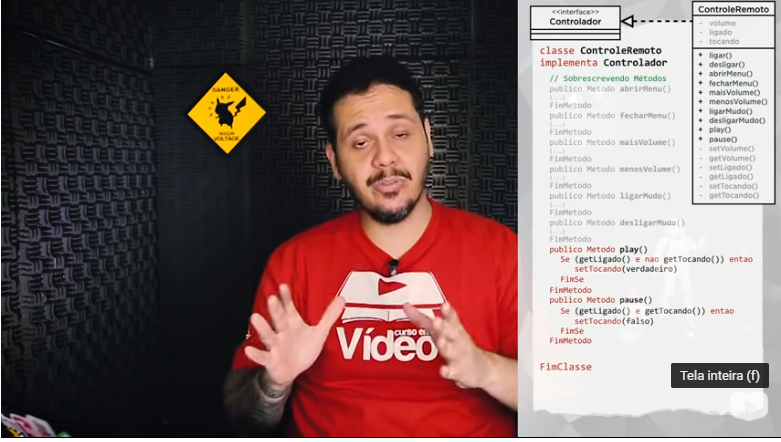 DANGER
HIGH
VOLTAGE
curso em
Vídeo
<<interface>>
Controlador
ControleRemoto
- volume
- ligado
- tocando
+ ligar()
+ desligar()
+ abrirMenu()
+ fecharMenu()
+ maisVolume()
+ menosVolume()
+ ligarMudo()
+ desligarMudo()
+ play()
+ pause()
- setVolume()
- getVolume()
- setLigado()
- getLigado()
- setTocando()
- getTocando()
classe ControleRemoto
implementa Controlador
// Sobrescrevendo Métodos
publico Metodo abrirMenu()
(...)
FimMetodo
publico Metodo fecharMenu()
(...)
FimMetodo
publico Metodo maisVolume()
(...)
FimMetodo
publico Metodo menosVolume()
(...)
FimMetodo
publico Metodo ligarMudo()
(...)
FimMetodo
publico Metodo desligarMudo()
(...)
FimMetodo
publico Metodo play()
Se (getLigado() e nao getTocando()) entao
setTocando(verdadeiro)
FimSe
FimMetodo
publico Metodo pause()
Se (getLigado() e getTocando()) entao
setTocando(falso)
FimSe
FimMetodo
FimClasse
Tela inteira (f)